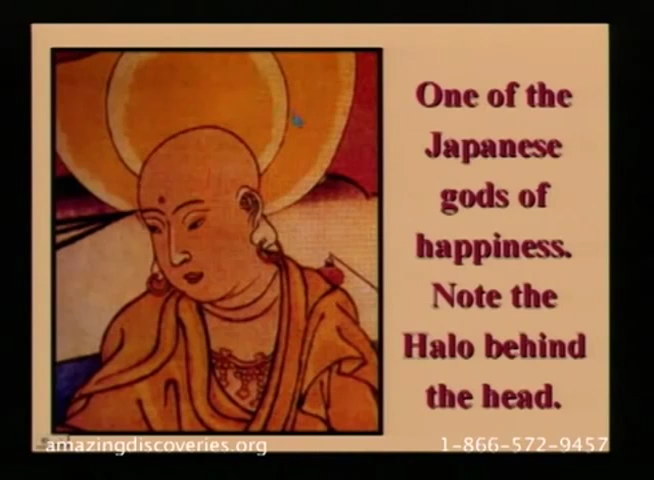 One of the
Japanese
gods of
happiness.
Note the
Halo behind
the head.
amazingdiscoveries.org
1-866-572-9457